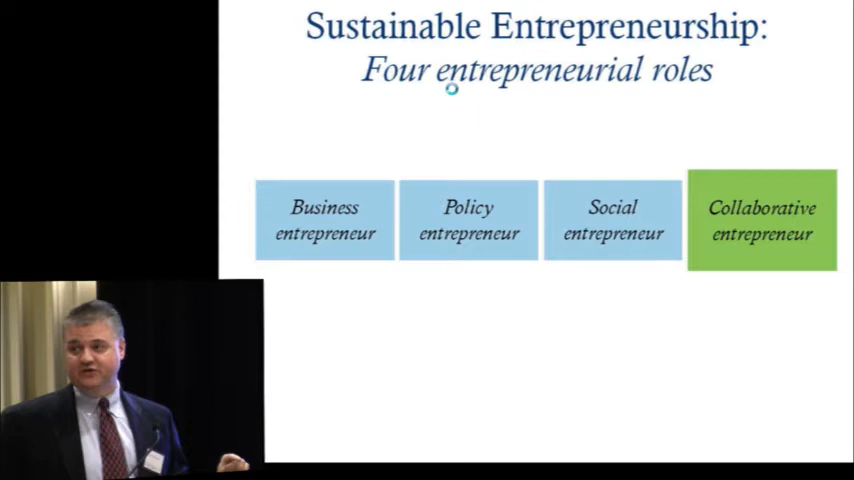 Sustainable Entrepreneurship:
Four entrepreneurial roles
Business
entrepreneur
Policy
entrepreneur
Social
entrepreneur
Collaborative
entrepreneur